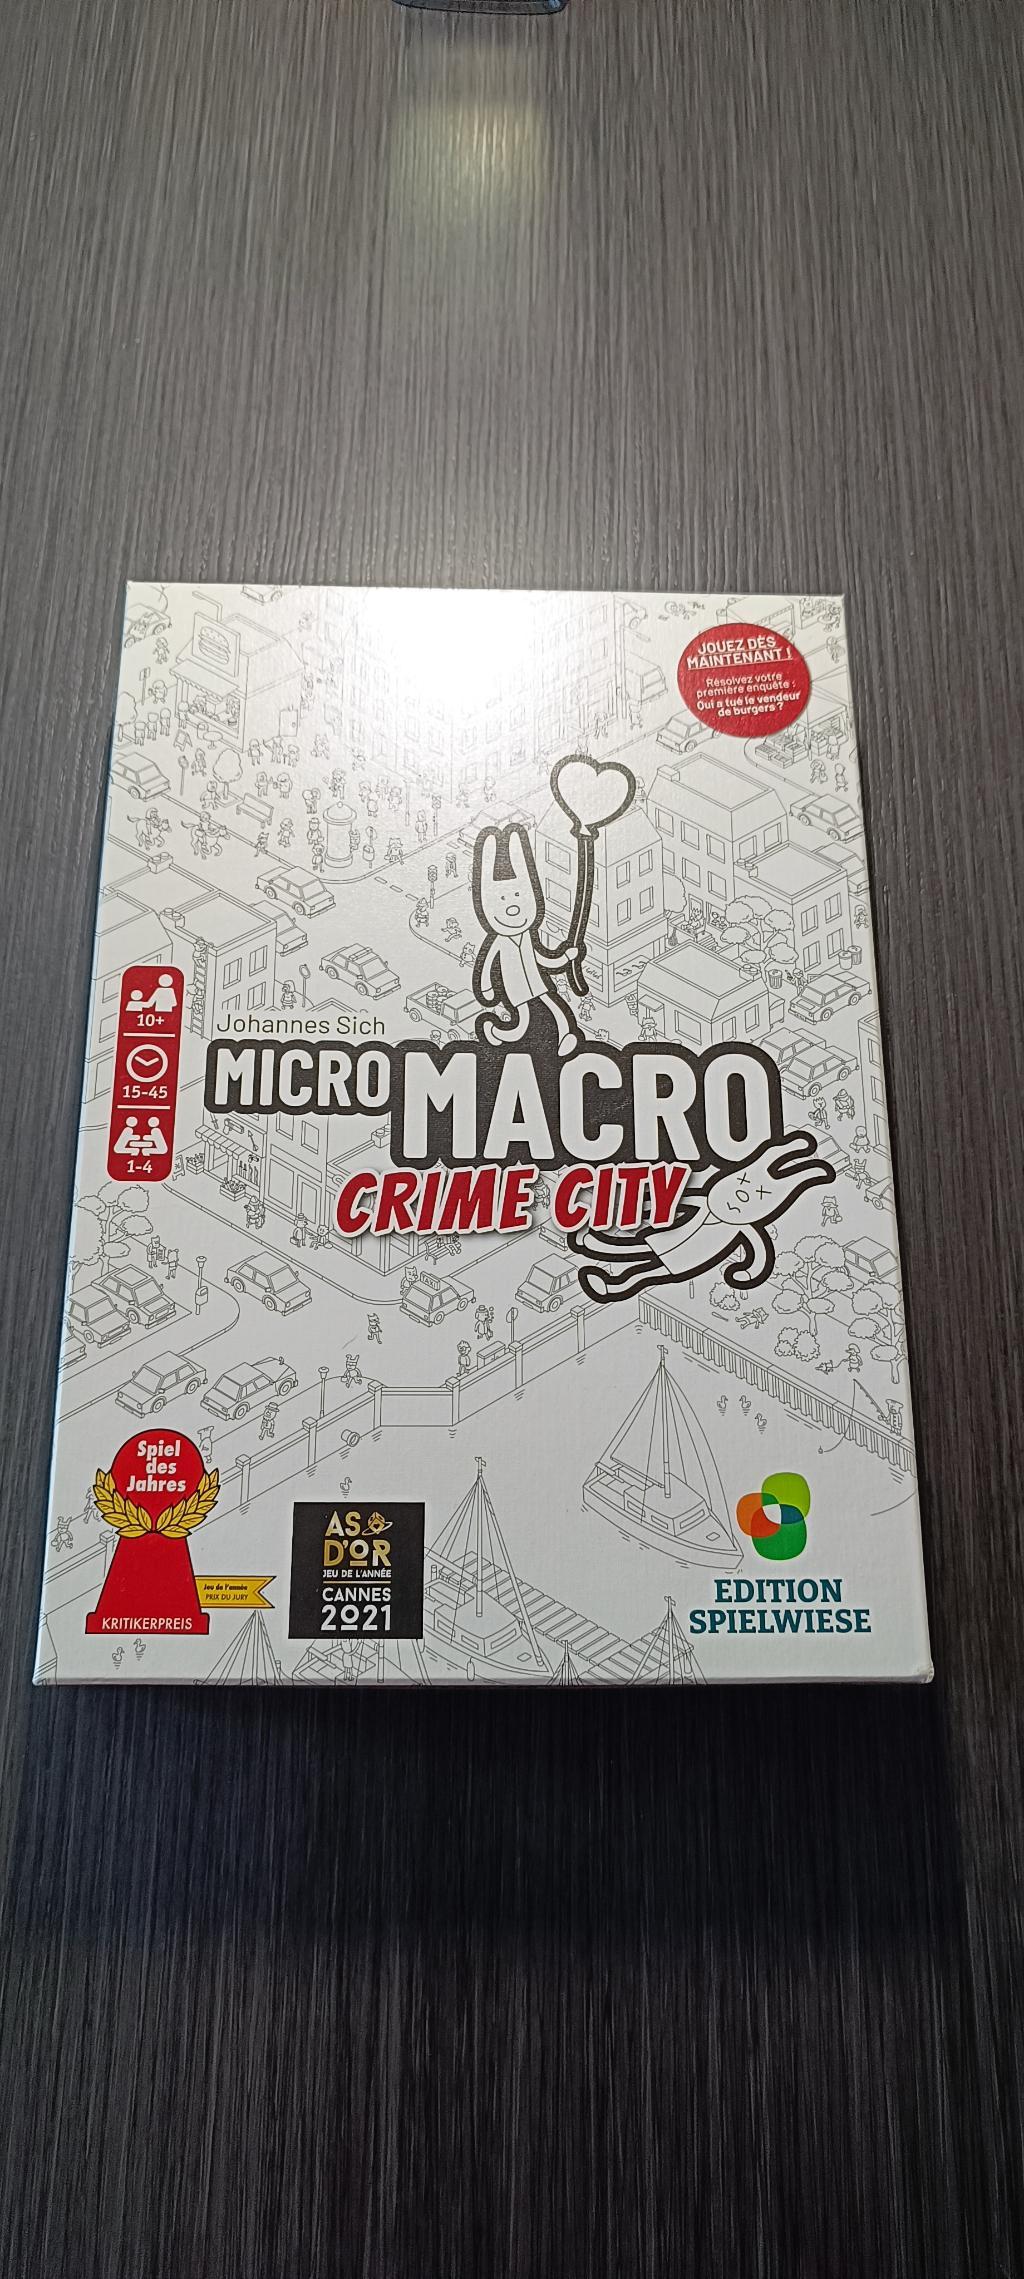 JOUEZ DÈS
MAINTENANT !
Résolvez votre
première enquête :
Qui a tué le vendeur
de burgers ?
10+
15-45
1-4
Johannes Sich
MICRO MACRO
CRIME CITY
TAXI
Spiel
des
Jahres
Jeu de l'année
PRIX DU JURY
KRITIKERPREIS
AS
D'OR
JEU DE L'ANNÉE
CANNES
2021
EDITION
SPIELWIESE